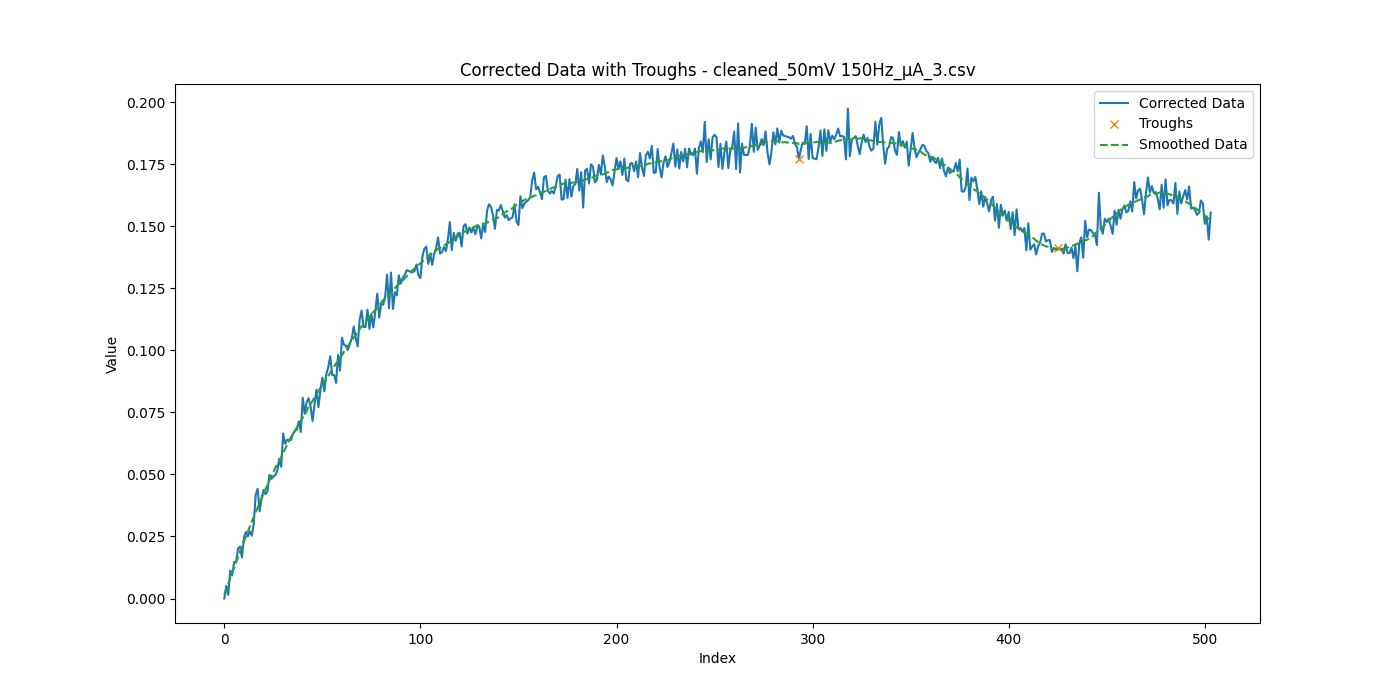 Corrected Data with Troughs - cleaned_50mV 150Hz_μA_3.csv
Corrected Data
Troughs
Smoothed Data
0.200
0.175
0.150
0.125
0.100
0.075
0.050
0.025
0.000
Value
0 100 200 300 400 500
Index